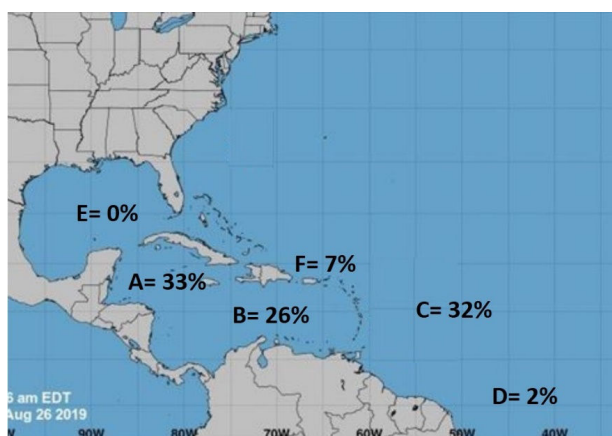 E= 0%
F= 7%
A= 33%
B= 26%
C= 32%
D= 2%
6 am EDT
Aug 26 2019
90W 80W 70W 60W 50W 40W